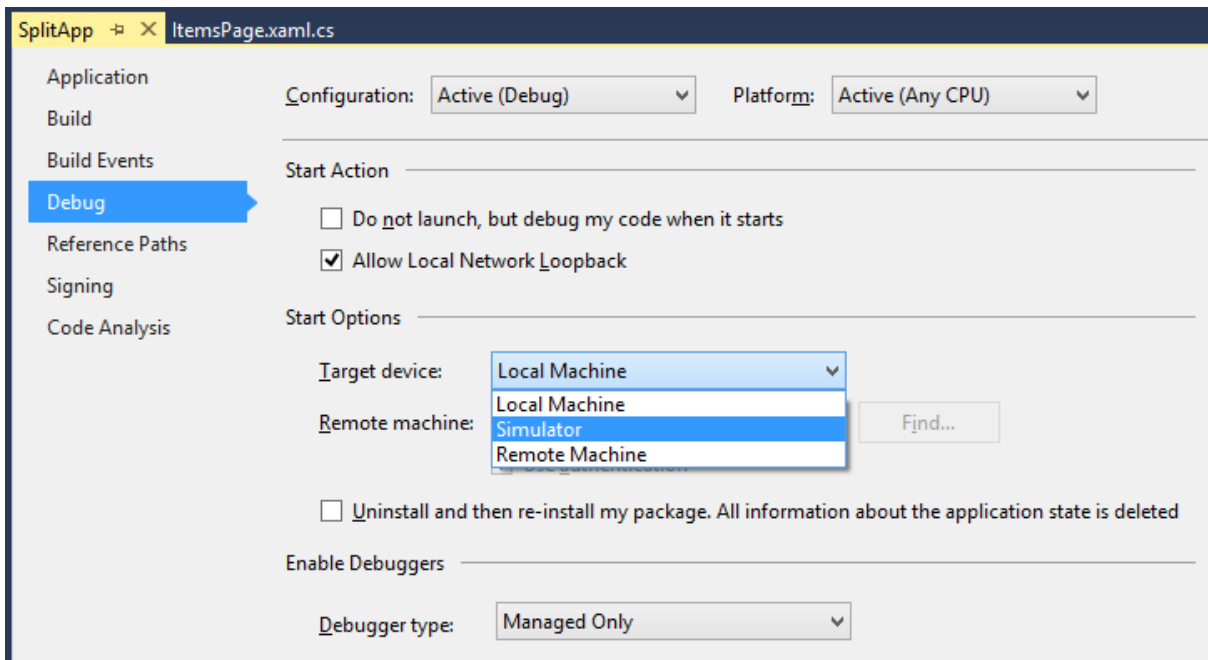 SplitApp ItemsPage.xaml.cs
Application
Build
Build Events
Debug
Reference Paths
Signing
Code Analysis
Configuration: Active (Debug) Platform: Active (Any CPU)
Start Action
Do not launch, but debug my code when it starts
Allow Local Network Loopback
Start Options
Target device: Local Machine
Local Machine
Simulator
Remote Machine
Remote machine: Find...
Use authentication
Uninstall and then re-install my package. All information about the application state is deleted
Enable Debuggers
Debugger type: Managed Only